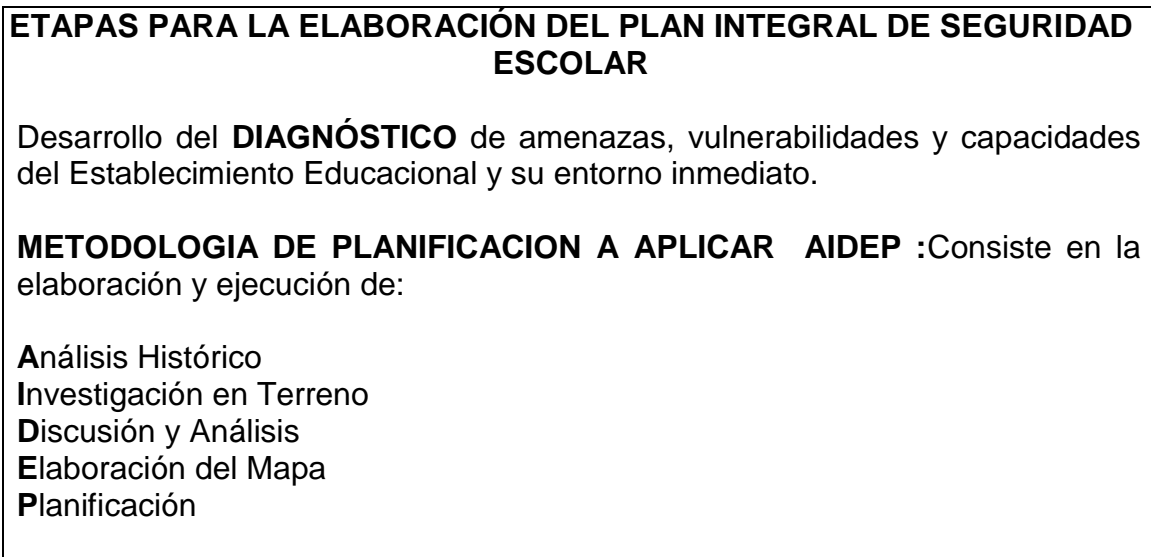 ETAPAS PARA LA ELABORACIÓN DEL PLAN INTEGRAL DE SEGURIDAD
ESCOLAR
Desarrollo del DIAGNÓSTICO de amenazas, vulnerabilidades y capacidades
del Establecimiento Educacional y su entorno inmediato.
METODOLOGIA DE PLANIFICACION A APLICAR AIDEP :Consiste en la
elaboración y ejecución de:
Análisis Histórico
Investigación en Terreno
Discusión y Análisis
Elaboración del Mapa
Planificación